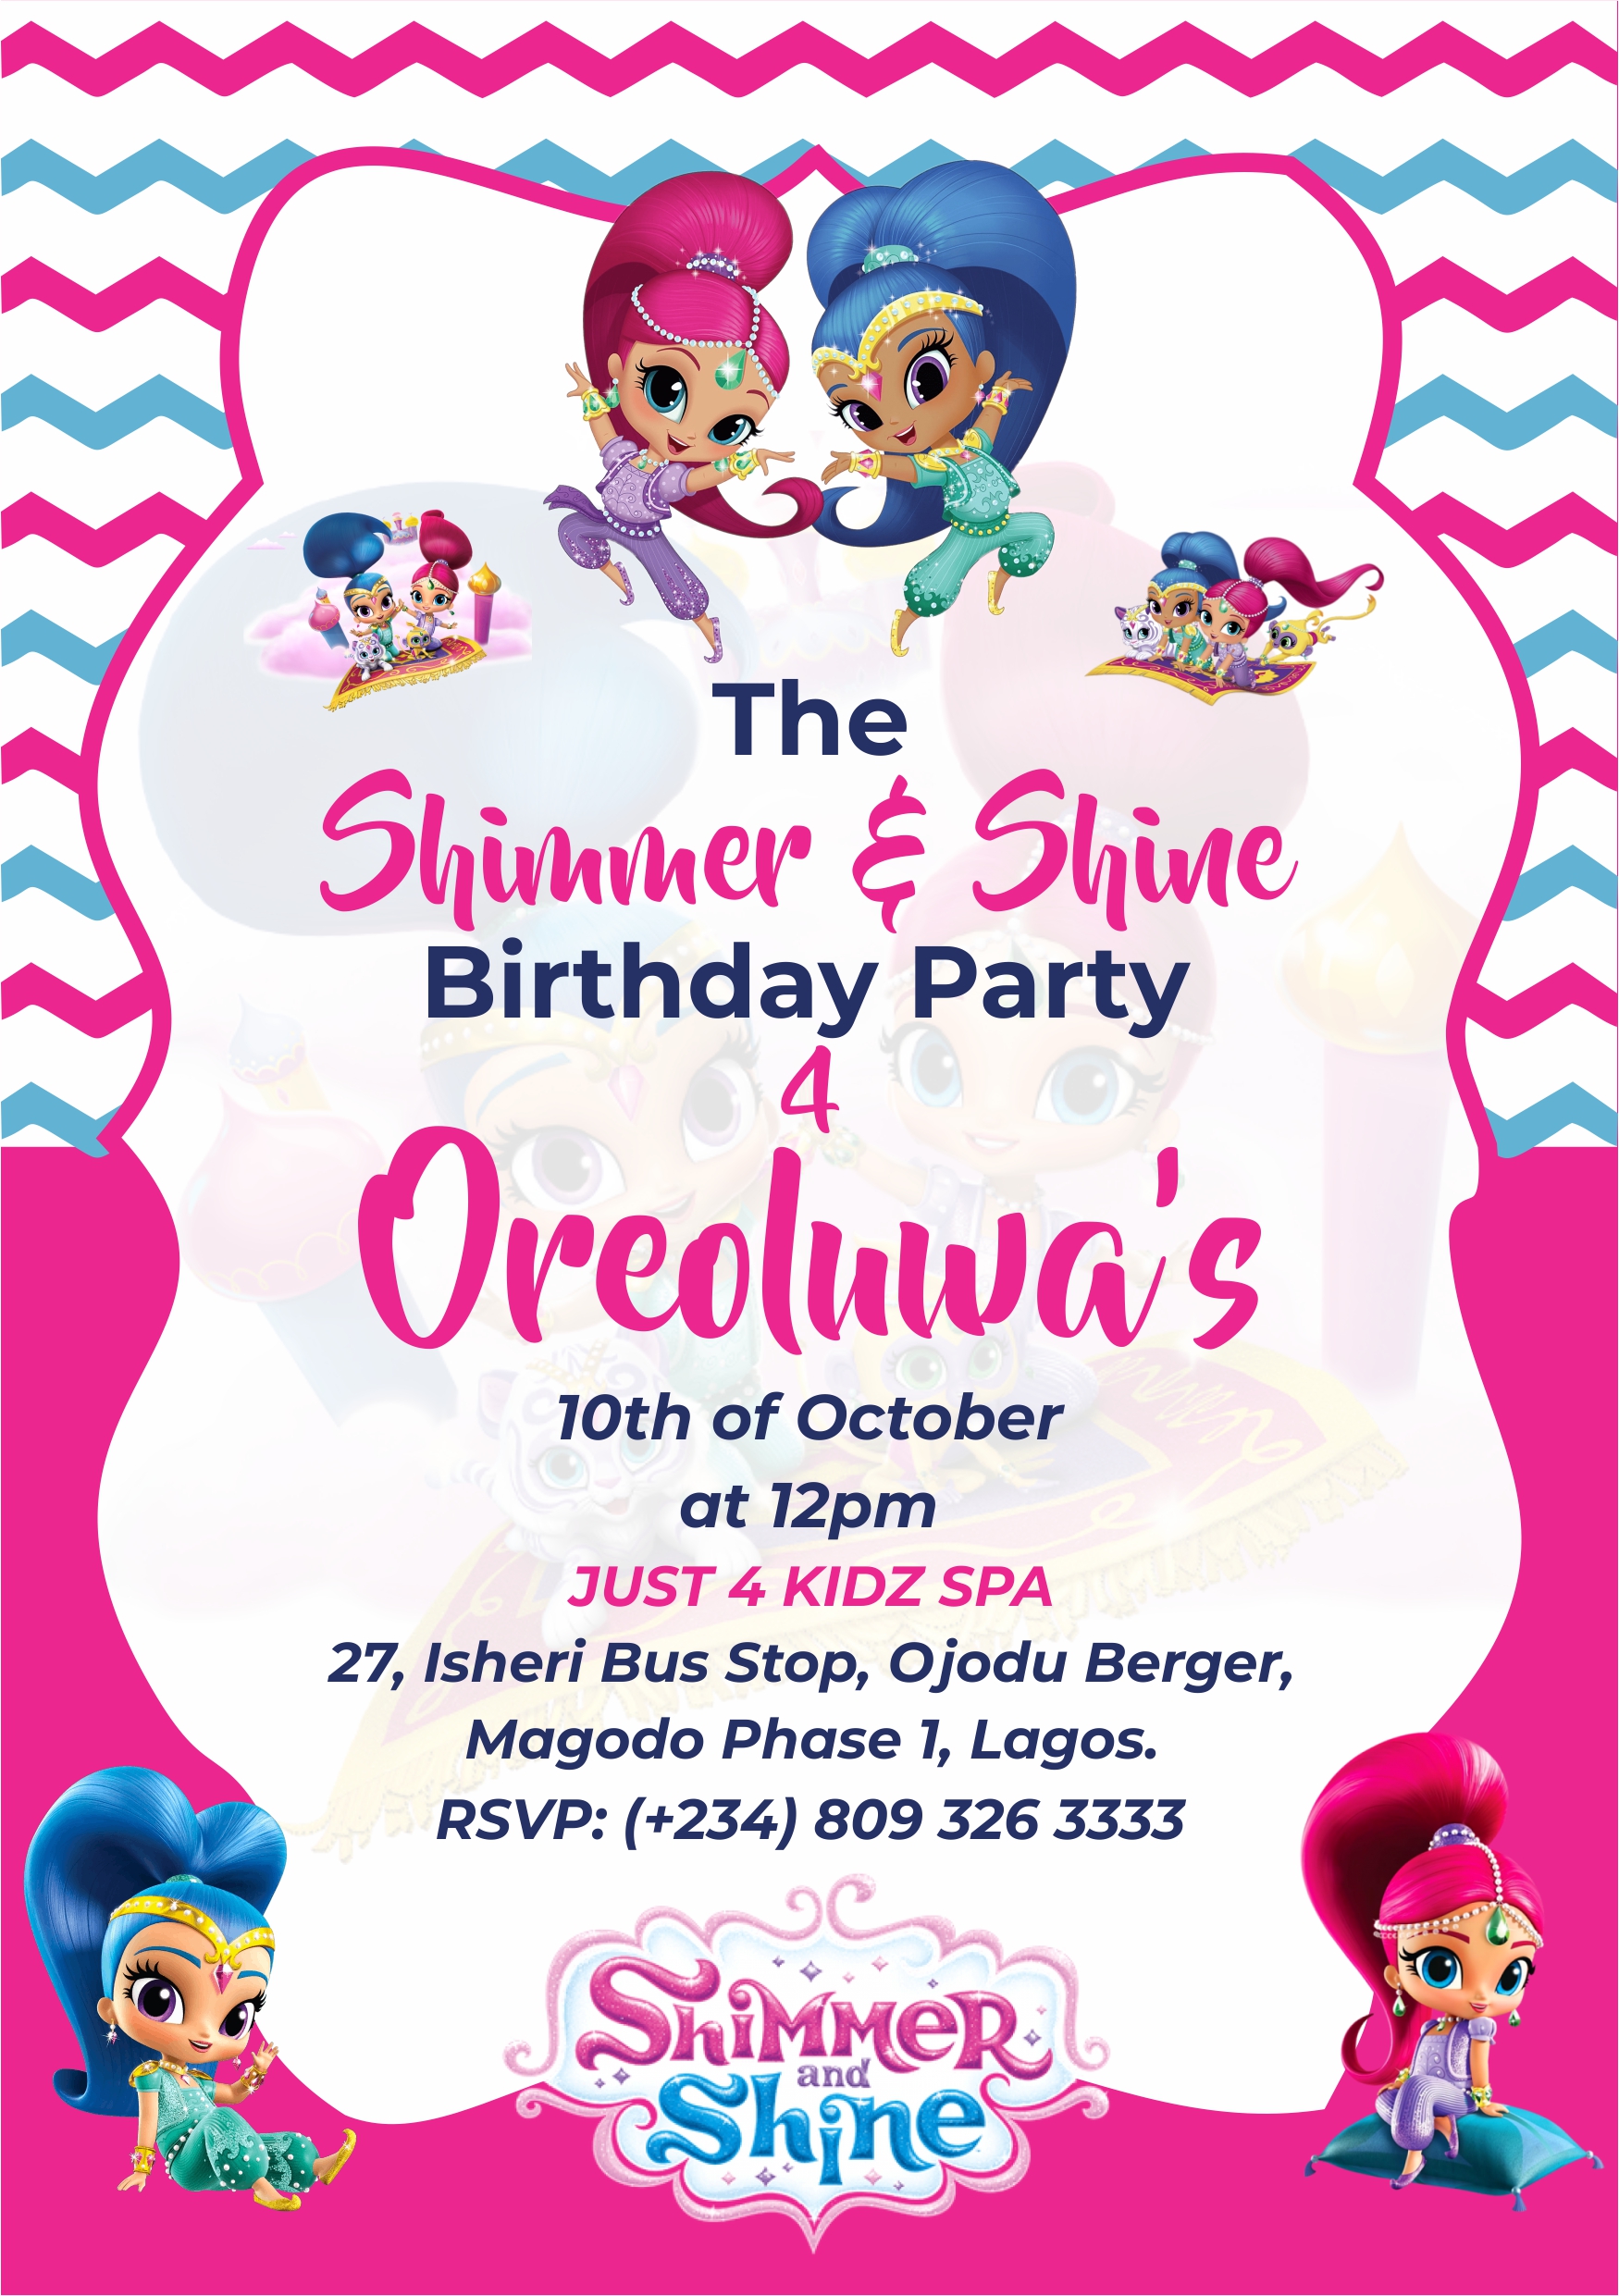 The
Shimmer & Shine
Birthday Party
4
Oreoluwa's
10th of October
at 12pm
JUST 4 KIDZ SPA
27, Isheri Bus Stop, Ojodu Berger,
Magodo Phase 1, Lagos.
RSVP: (+234) 809 326 3333
SHiMMeR
and
Shine